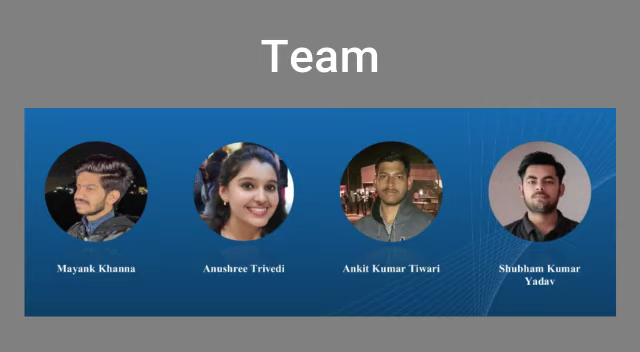 Team
Mayank Khanna
Anushree Trivedi
Ankit Kumar Tiwari
Shubham Kumar
Yadav